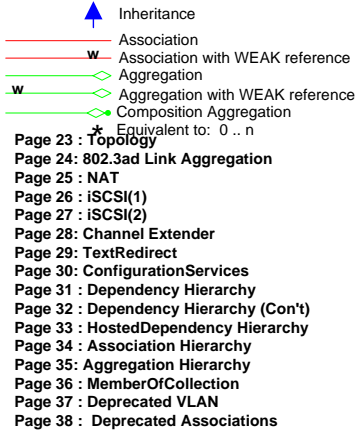 Inheritance
Association
w Association with WEAK reference
Aggregation
w Aggregation with WEAK reference
Composition Aggregation
* Equivalent to: 0 .. n
Page 23 : Topology
Page 24: 802.3ad Link Aggregation
Page 25 : NAT
Page 26 : iSCSI(1)
Page 27 : iSCSI(2)
Page 28: Channel Extender
Page 29: TextRedirect
Page 30: ConfigurationServices
Page 31 : Dependency Hierarchy
Page 32 : Dependency Hierarchy (Con't)
Page 33 : HostedDependency Hierarchy
Page 34 : Association Hierarchy
Page 35: Aggregation Hierarchy
Page 36 : MemberOfCollection
Page 37 : Deprecated VLAN
Page 38 : Deprecated Associations